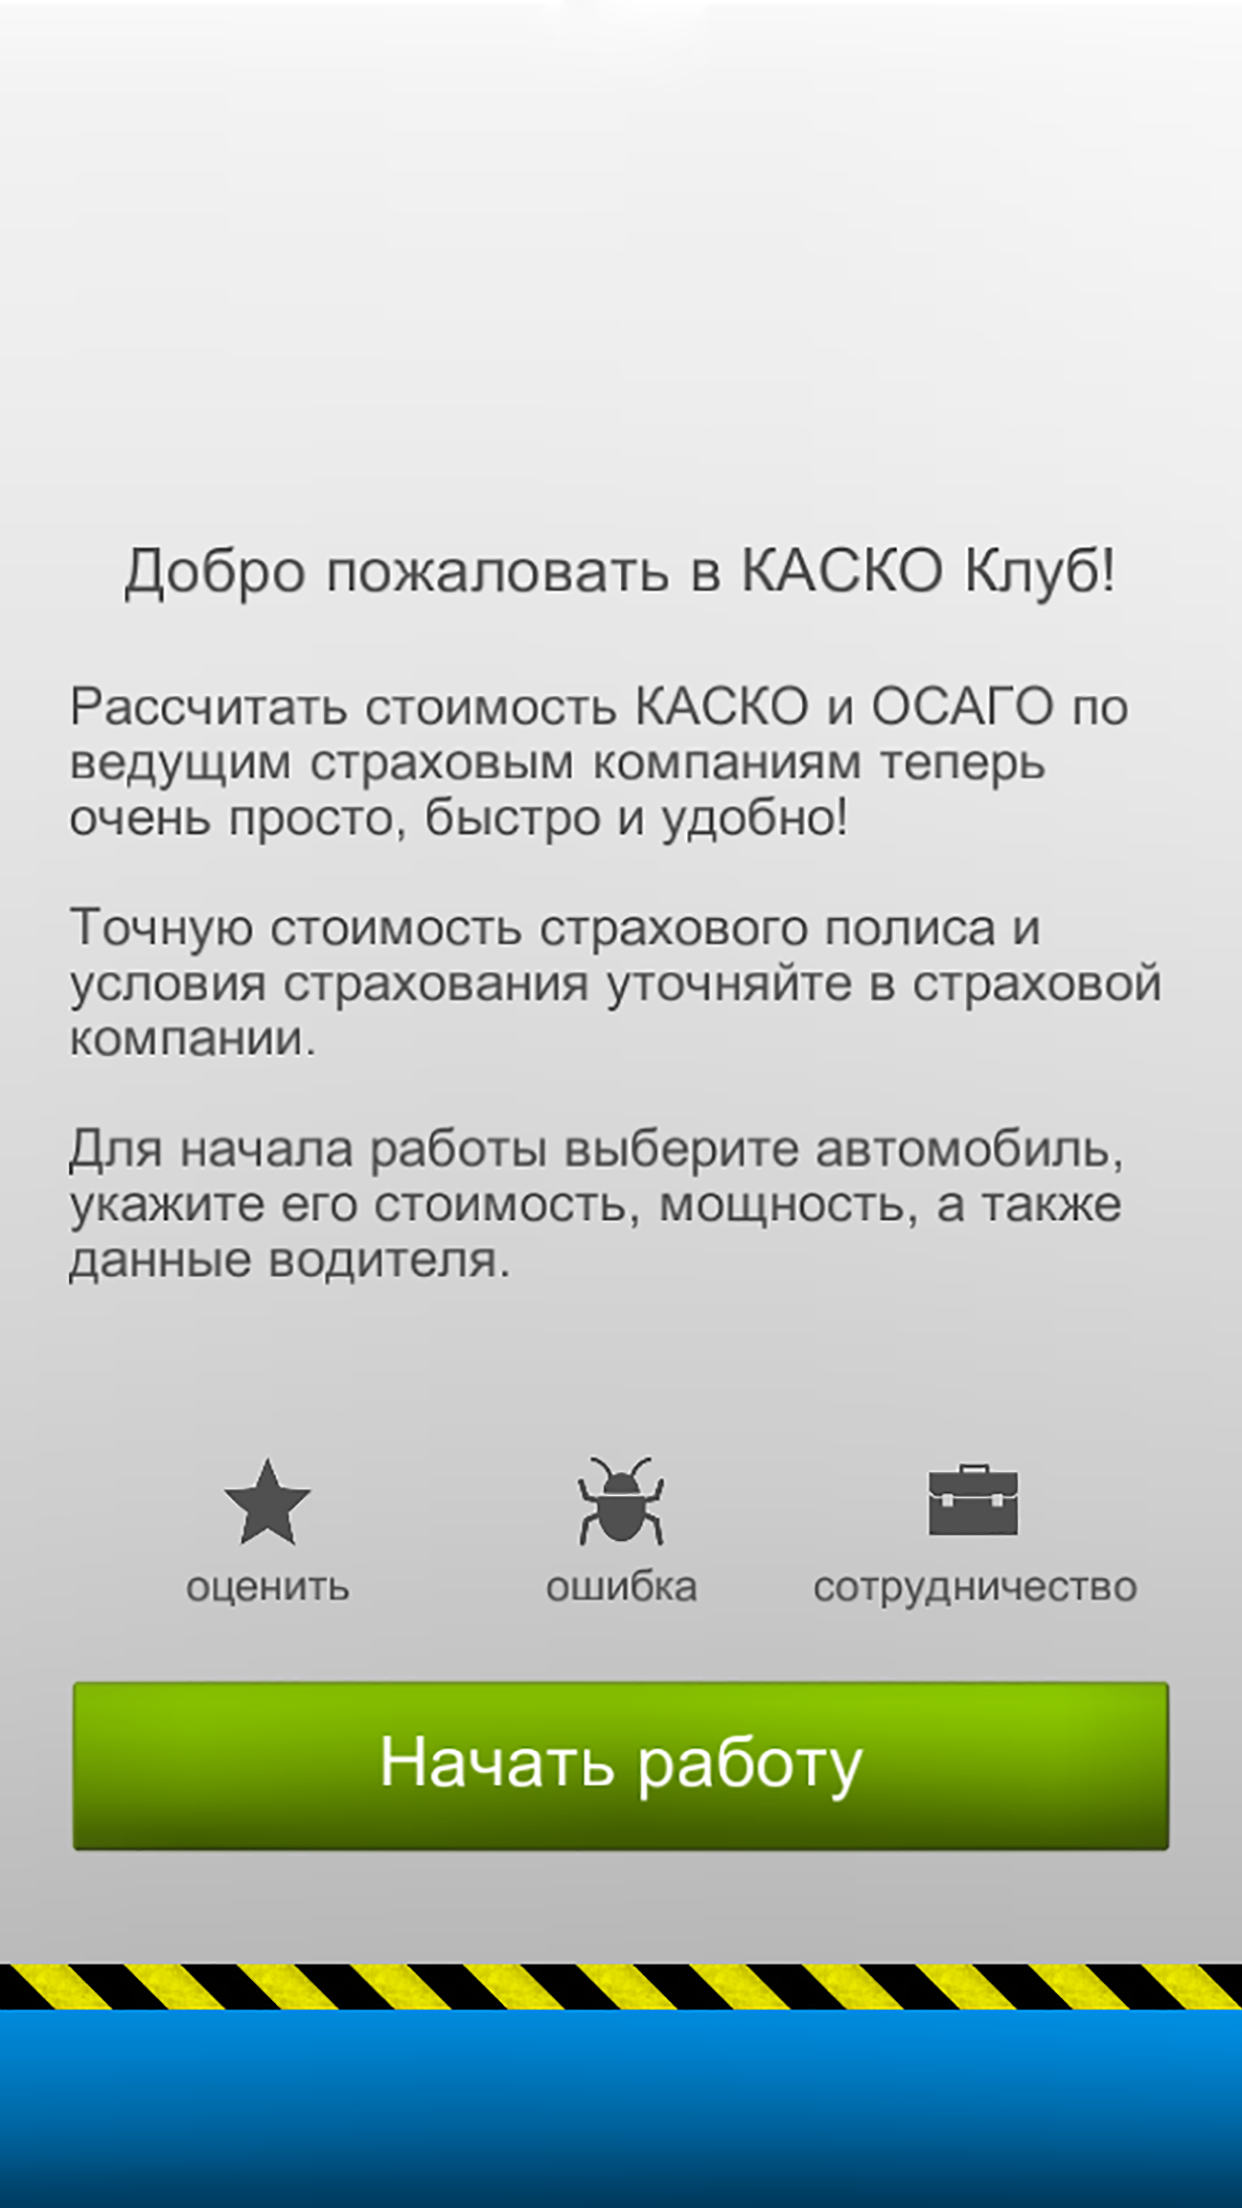 Добро пожаловать в КАСКО Клуб!
Рассчитать стоимость КАСКО и ОСАГО по
ведущим страховым компаниям теперь
очень просто, быстро и удобно!
Точную стоимость страхового полиса и
условия страхования уточняйте в страховой
компании.
Для начала работы выберите автомобиль,
укажите его стоимость, мощность, а также
данные водителя.
оценить
ошибка
сотрудничество
Начать работу